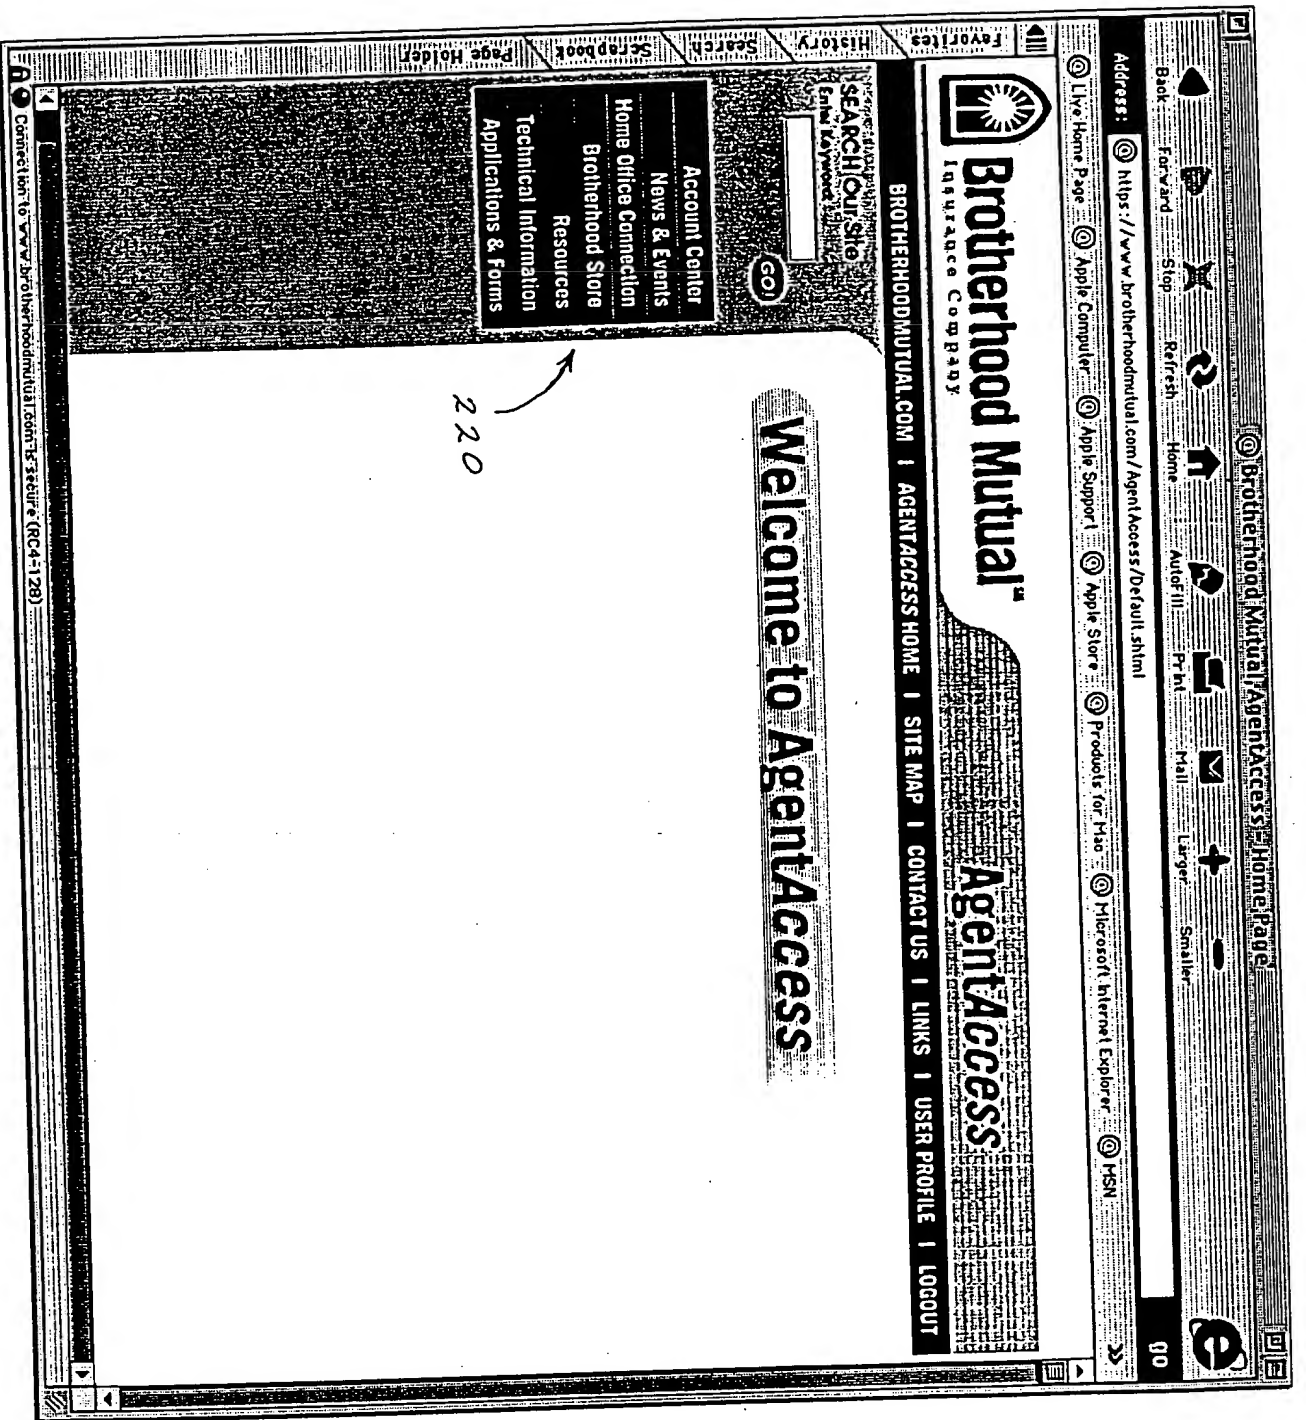 @ Brotherhood Mutual, AgentAccess - Home Page
Back Forward Stop Refresh Home AutoFill Print Mail Larger Smaller
Address: @ https://www.brotherhoodmutual.com/AgentAccess/Default.shtml go
@ Live Home Page @ Apple Computer @ Apple Support @ Apple Store @ Products for Mac @ Microsoft Internet Explorer @ MSN »
Favorites
History
Search
Scrapbook
Page Holder
Brotherhood Mutual℠
Insurance Company
AgentAccess
BROTHERHOODMUTUAL.COM | AGENTACCESS HOME | SITE MAP | CONTACT US | LINKS | USER PROFILE | LOGOUT
SEARCH Our Site
Enter Keyword
GO!
Welcome to AgentAccess
Account Center
News & Events
Home Office Connection
Brotherhood Store
Resources
Technical Information
Applications & Forms
220
Connection to www.brotherhoodmutual.com is secure (RC4-128)